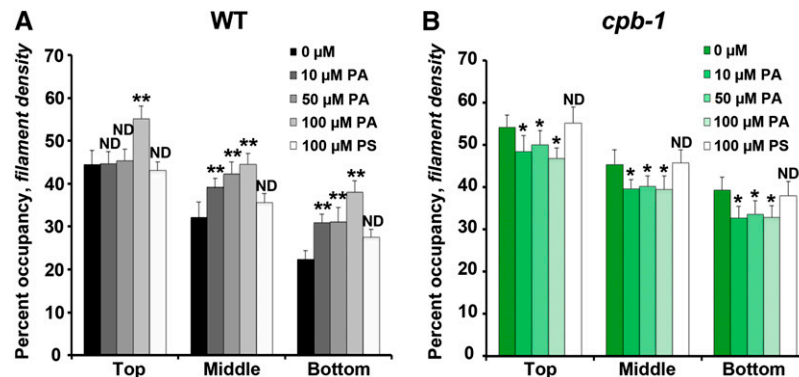 A WT
Percent occupancy, filament density
70
60
50
40
30
20
10
0
0 µM
10 µM PA
50 µM PA
100 µM PA
100 µM PS
ND ND ** ND
** ** ** ND
** ** ** ND
Top Middle Bottom
B cpb-1
Percent occupancy, filament density
70
60
50
40
30
20
10
0
0 µM
10 µM PA
50 µM PA
100 µM PA
100 µM PS
* * * ND
* * * ND
* * * ND
Top Middle Bottom